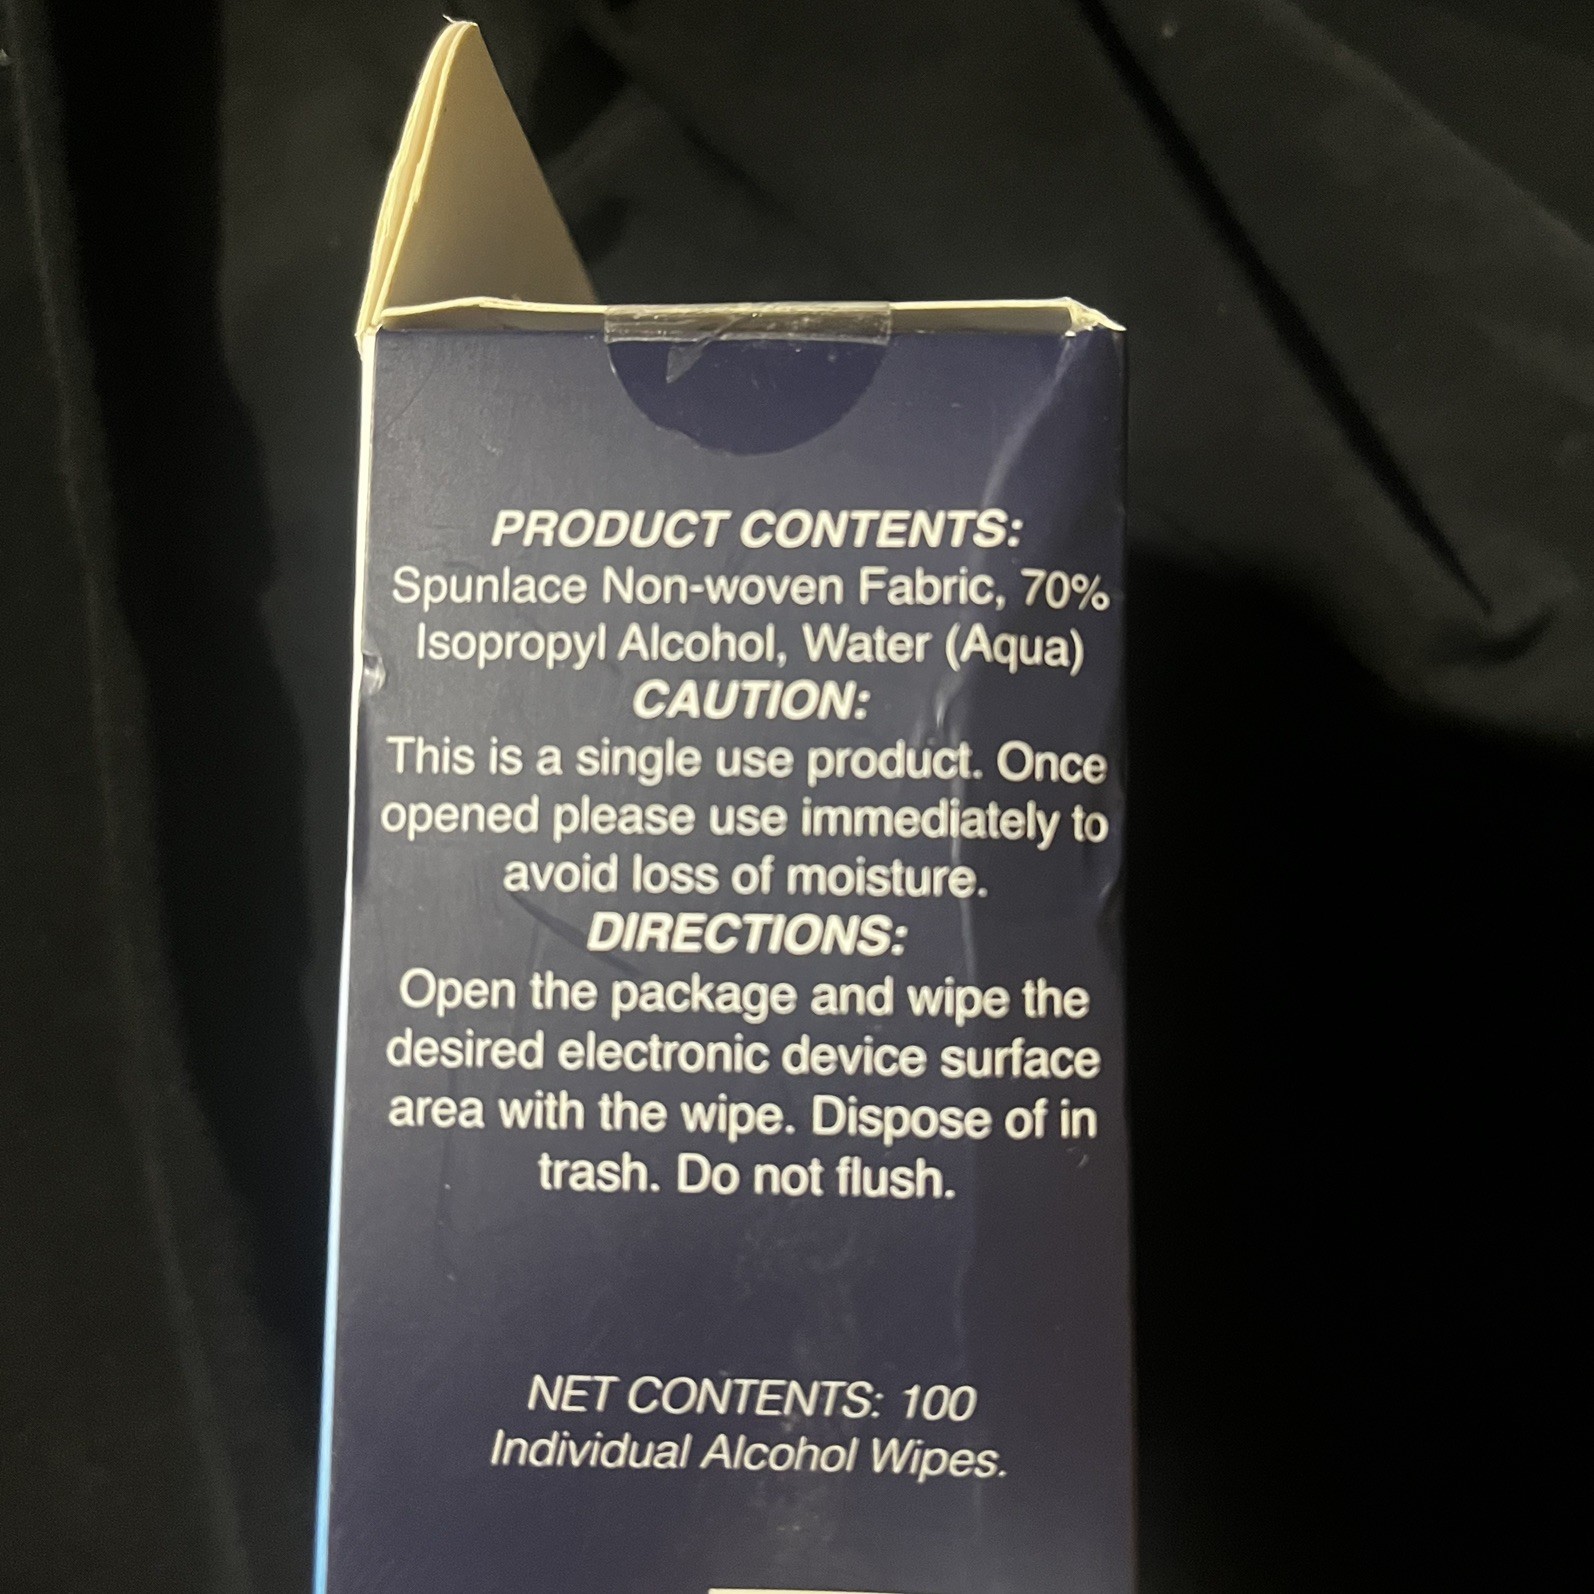 PRODUCT CONTENTS:
Spunlace Non-woven Fabric, 70%
Isopropyl Alcohol, Water (Aqua)
CAUTION:
This is a single use product. Once
opened please use immediately to
avoid loss of moisture.
DIRECTIONS:
Open the package and wipe the
desired electronic device surface
area with the wipe. Dispose of in
trash. Do not flush.
NET CONTENTS: 100
Individual Alcohol Wipes.